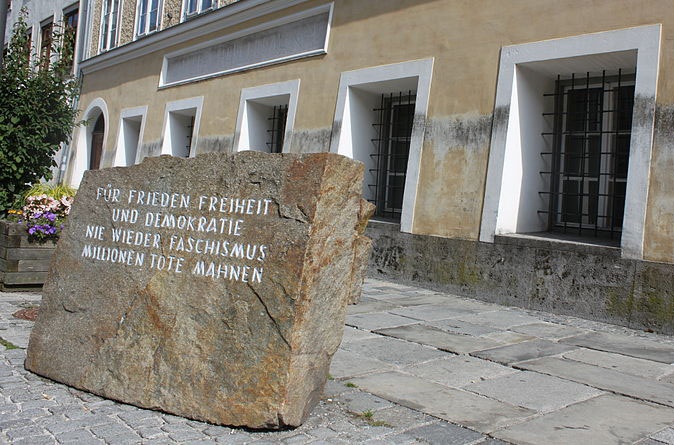 FÜR FRIEDEN FREIHEIT
UND DEMOKRATIE
NIE WIEDER FASCHISMUS
MILLIONEN TOTE MAHNEN